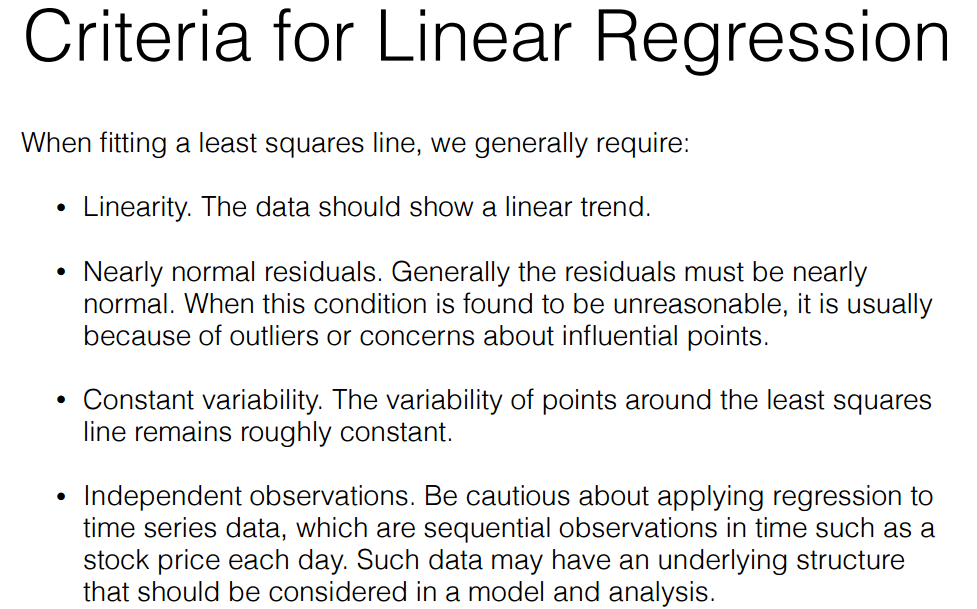 Criteria for Linear Regression
When fitting a least squares line, we generally require:
• Linearity. The data should show a linear trend.
• Nearly normal residuals. Generally the residuals must be nearly
normal. When this condition is found to be unreasonable, it is usually
because of outliers or concerns about influential points.
• Constant variability. The variability of points around the least squares
line remains roughly constant.
• Independent observations. Be cautious about applying regression to
time series data, which are sequential observations in time such as a
stock price each day. Such data may have an underlying structure
that should be considered in a model and analysis.